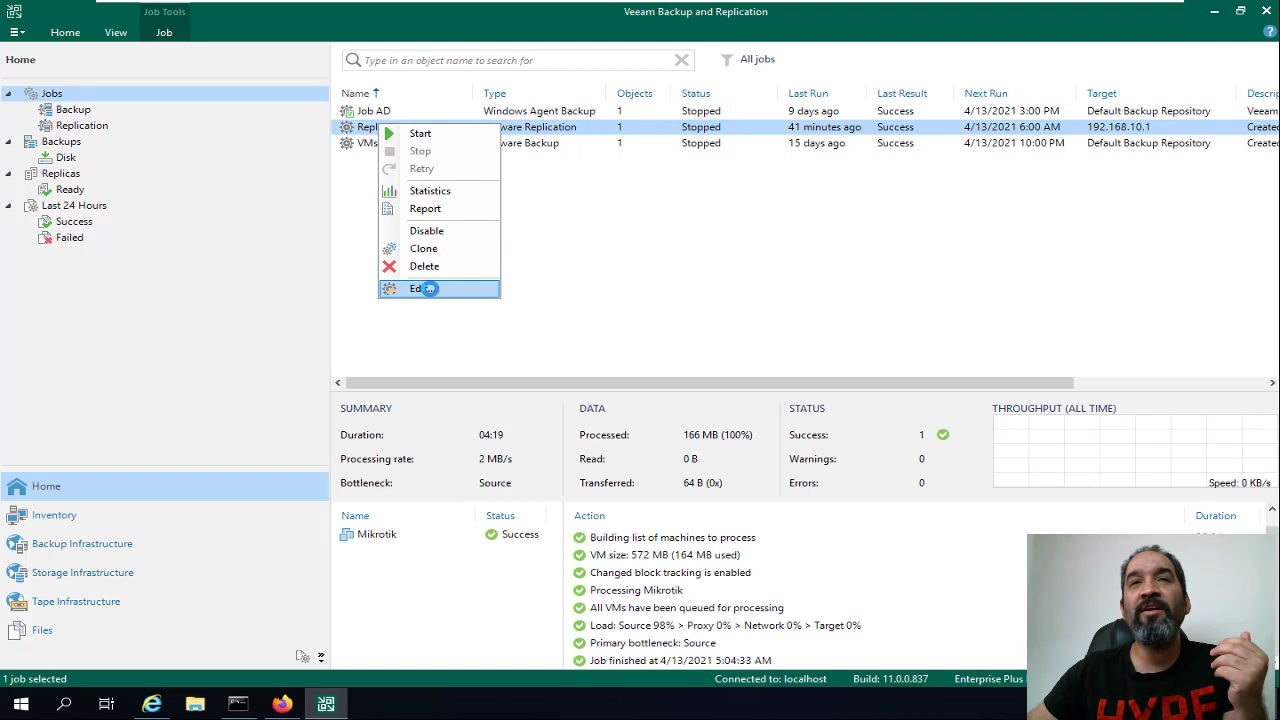 Job Tools
Veeam Backup and Replication
Home
View
Job
Home
Type in an object name to search for
All jobs
Jobs
Backup
Replication
Backups
Disk
Replicas
Ready
Last 24 Hours
Success
Failed
Name
Type
Objects
Status
Last Run
Last Result
Next Run
Target
Job AD
Windows Agent Backup
1
Stopped
9 days ago
Success
4/13/2021 3:00 PM
Default Backup Repository
Veeam
1
Stopped
41 minutes ago
Success
4/13/2021 6:00 AM
192.168.10.1
VMs
1
Stopped
15 days ago
Success
4/13/2021 10:00 PM
Default Backup Repository
Start
Stop
Retry
Statistics
Report
Disable
Clone
Delete
SUMMARY
Duration: 04:19
Processing rate: 2 MB/s
Bottleneck: Source
DATA
Processed: 166 MB (100%)
Read: 0 B
Transferred: 64 B (0x)
STATUS
Success: 1
Warnings: 0
Errors: 0
THROUGHPUT (ALL TIME)
Speed: 0 KB/s
Home
Inventory
Backup Infrastructure
Storage Infrastructure
Tape Infrastructure
Files
Name
Status
Mikrotik
Success
Action
Duration
Building list of machines to process
VM size: 572 MB (164 MB used)
Changed block tracking is enabled
Processing Mikrotik
All VMs have been queued for processing
Load: Source 98% > Proxy 0% > Network 0% > Target 0%
Primary bottleneck: Source
Job finished at 4/13/2021 5:04:33 AM
1 job selected
Connected to: localhost
Build: 11.0.0.837
Enterprise Plus
HYPE